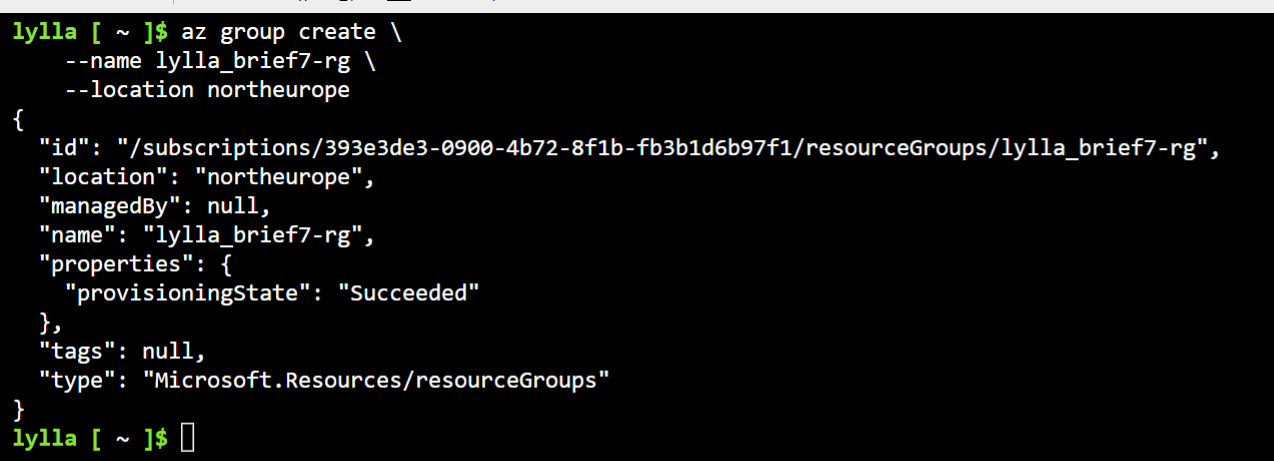 lylla [ ~ ]$ az group create \
    --name lylla_brief7-rg \
    --location northeurope
{
  "id": "/subscriptions/393e3de3-0900-4b72-8f1b-fb3b1d6b97f1/resourceGroups/lylla_brief7-rg",
  "location": "northeurope",
  "managedBy": null,
  "name": "lylla_brief7-rg",
  "properties": {
    "provisioningState": "Succeeded"
  },
  "tags": null,
  "type": "Microsoft.Resources/resourceGroups"
}
lylla [ ~ ]$